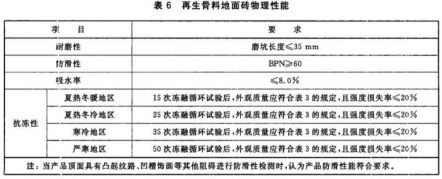 表 6 再生骨料地面砖物理性能
项 目 要 求
耐磨性 磨坑长度≤35 mm
防滑性 BPN≥60
吸水率 ≤8.0%
抗冻性
夏热冬暖地区 15 次冻融循环试验后,外观质量应符合表 3 的规定,且强度损失率≤20%
夏热冬冷地区 25 次冻融循环试验后,外观质量应符合表 3 的规定,且强度损失率≤20%
寒冷地区 35 次冻融循环试验后,外观质量应符合表 3 的规定,且强度损失率≤20%
严寒地区 50 次冻融循环试验后,外观质量应符合表 3 的规定,且强度损失率≤20%
注:当产品顶面具有凸起纹路、凹槽饰面等其他阻碍进行防滑性检测时,认为产品防滑性能符合要求。